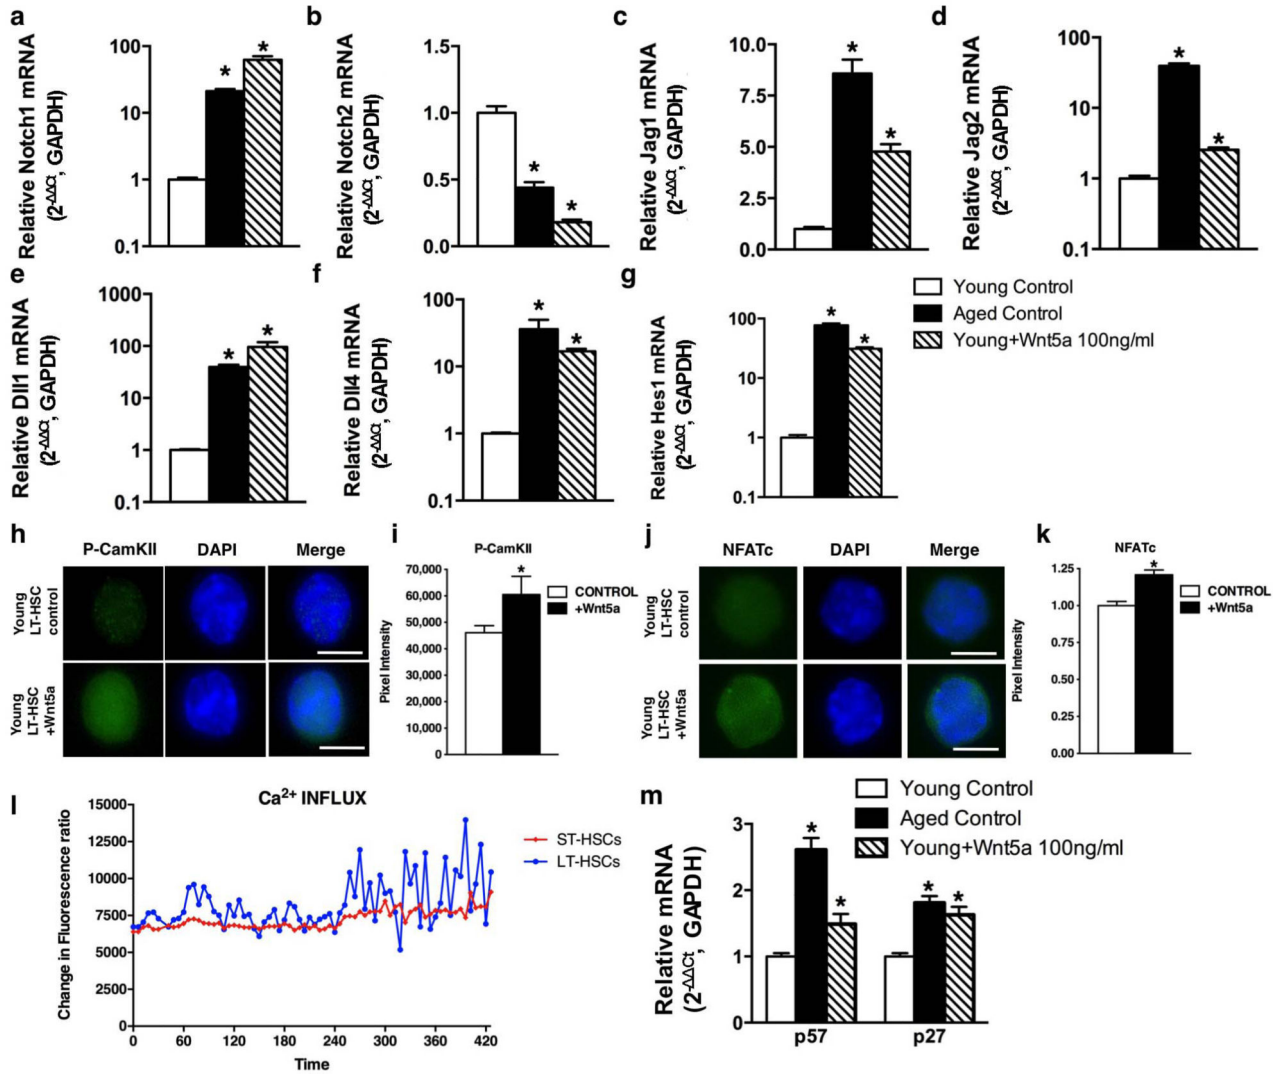 a
Relative Notch1 mRNA
(2-ΔΔCt, GAPDH)
100
10
1
0.1
*
*
b
Relative Notch2 mRNA
(2-ΔΔCt, GAPDH)
1.5
1.0
0.5
0.0
*
*
c
Relative Jag1 mRNA
(2-ΔΔCt, GAPDH)
10.0
7.5
5.0
2.5
0.0
*
*
d
Relative Jag2 mRNA
(2-ΔΔCt, GAPDH)
100
10
1
0.1
*
*
e
Relative Dll1 mRNA
(2-ΔΔCt, GAPDH)
1000
100
10
1
0.1
*
*
f
Relative Dll4 mRNA
(2-ΔΔCt, GAPDH)
100
10
1
0.1
*
*
g
Relative Hes1 mRNA
(2-ΔΔCt, GAPDH)
100
10
1
0.1
*
*
Young Control
Aged Control
Young+Wnt5a 100ng/ml
h
P-CamKII DAPI Merge
Young
LT-HSC
control
Young
LT-HSC
+Wnt5a
i
P-CamKII
Pixel Intensity
70,000
60,000
50,000
40,000
30,000
20,000
10,000
0
*
CONTROL
+Wnt5a
j
NFATc DAPI Merge
Young
LT-HSC
control
Young
LT-HSC
+Wnt5a
k
NFATc
Pixel Intensity
1.25
1.00
0.75
0.50
0.25
0.00
*
CONTROL
+Wnt5a
l
Ca2+ INFLUX
Change in Fluorescence ratio
15000
12500
10000
7500
5000
2500
0
0 60 120 180 240 300 360 420
Time
ST-HSCs
LT-HSCs
m
Young Control
Aged Control
Young+Wnt5a 100ng/ml
Relative mRNA
(2-ΔΔCt, GAPDH)
3
2
1
0
*
*
*
*
p57 p27